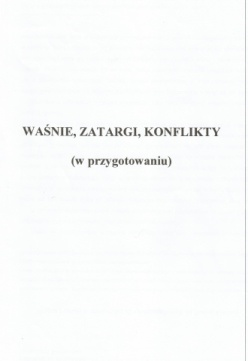 WAŚNIE, ZATARGI, KONFLIKTY
(w przygotowaniu)